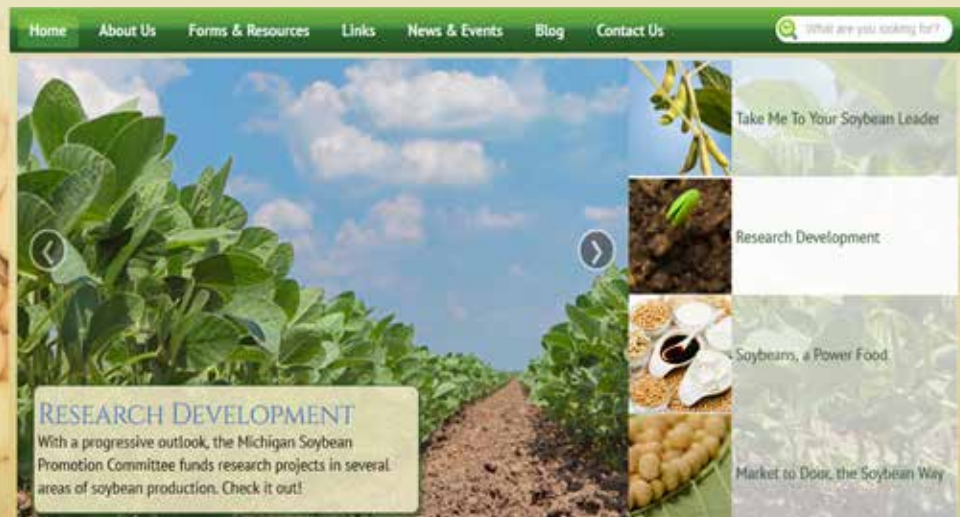 Home About Us Forms & Resources Links News & Events Blog Contact Us What are you looking for?
Take Me To Your Soybean Leader
Research Development
Soybeans, a Power Food
Market to Door, the Soybean Way
RESEARCH DEVELOPMENT
With a progressive outlook, the Michigan Soybean
Promotion Committee funds research projects in several
areas of soybean production. Check it out!